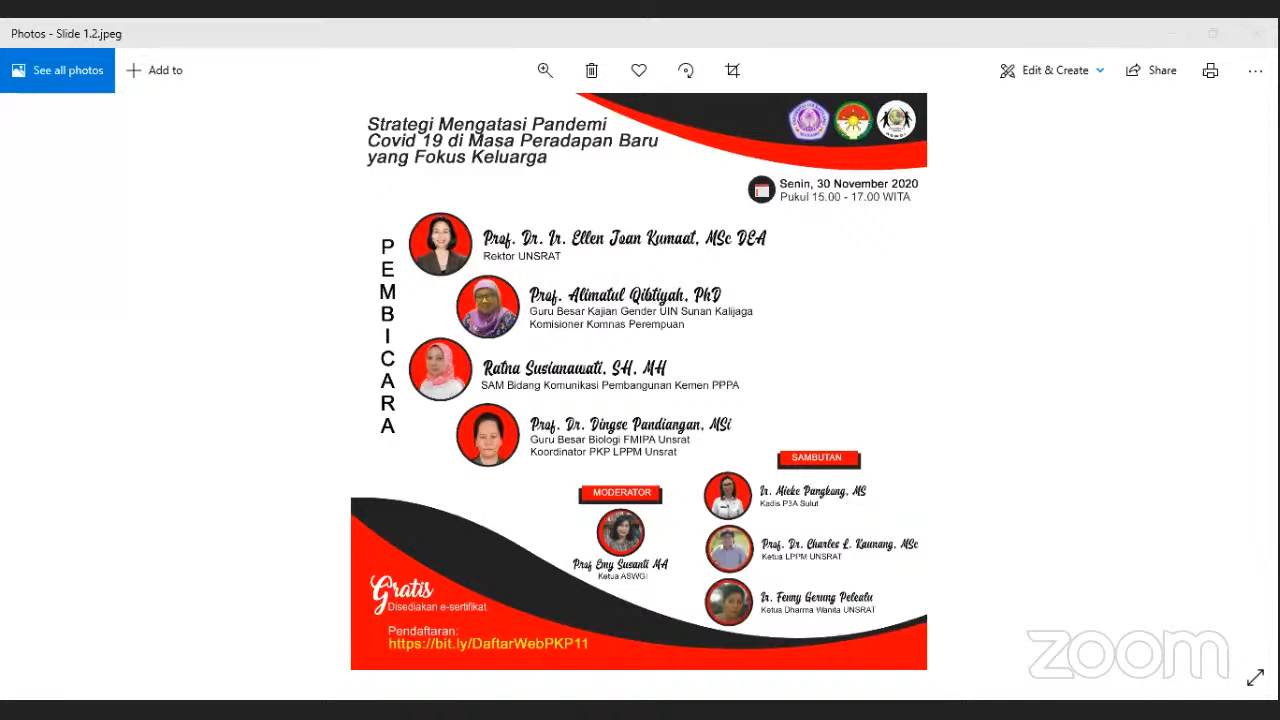 Photos - Slide 1.2.jpeg
See all photos
Add to
Edit & Create
Share
Strategi Mengatasi Pandemi
Covid 19 di Masa Peradapan Baru
yang Fokus Keluarga
Senin, 30 November 2020
Pukul 15.00 - 17.00 WITA
PEMBICARA
Prof. Dr. Ir. Ellen Joan Kumaat, MSc DEA
Rektor UNSRAT
Prof. Alimatul Qibtiyah, PhD
Guru Besar Kajian Gender UIN Sunan Kalijaga
Komisioner Komnas Perempuan
Ratna Susianawati, SH, MH
SAM Bidang Komunikasi Pembangunan Kemen PPPA
Prof. Dr. Dingse Pandiangan, MSi
Guru Besar Biologi FMIPA Unsrat
Koordinator PKP LPPM Unsrat
SAMBUTAN
Ir. Mieke Pangkong, MS
Kadis P3A Sulut
Prof. Dr. Charles L. Kaunang, MSc
Ketua LPPM UNSRAT
Ir. Fenny Gerung Pelealu
Ketua Dharma Wanita UNSRAT
MODERATOR
Prof Emy Susanti MA
Ketua ASWGI
Gratis
Disediakan e-sertifikat
Pendaftaran:
https://bit.ly/DaftarWebPKP11
zoom